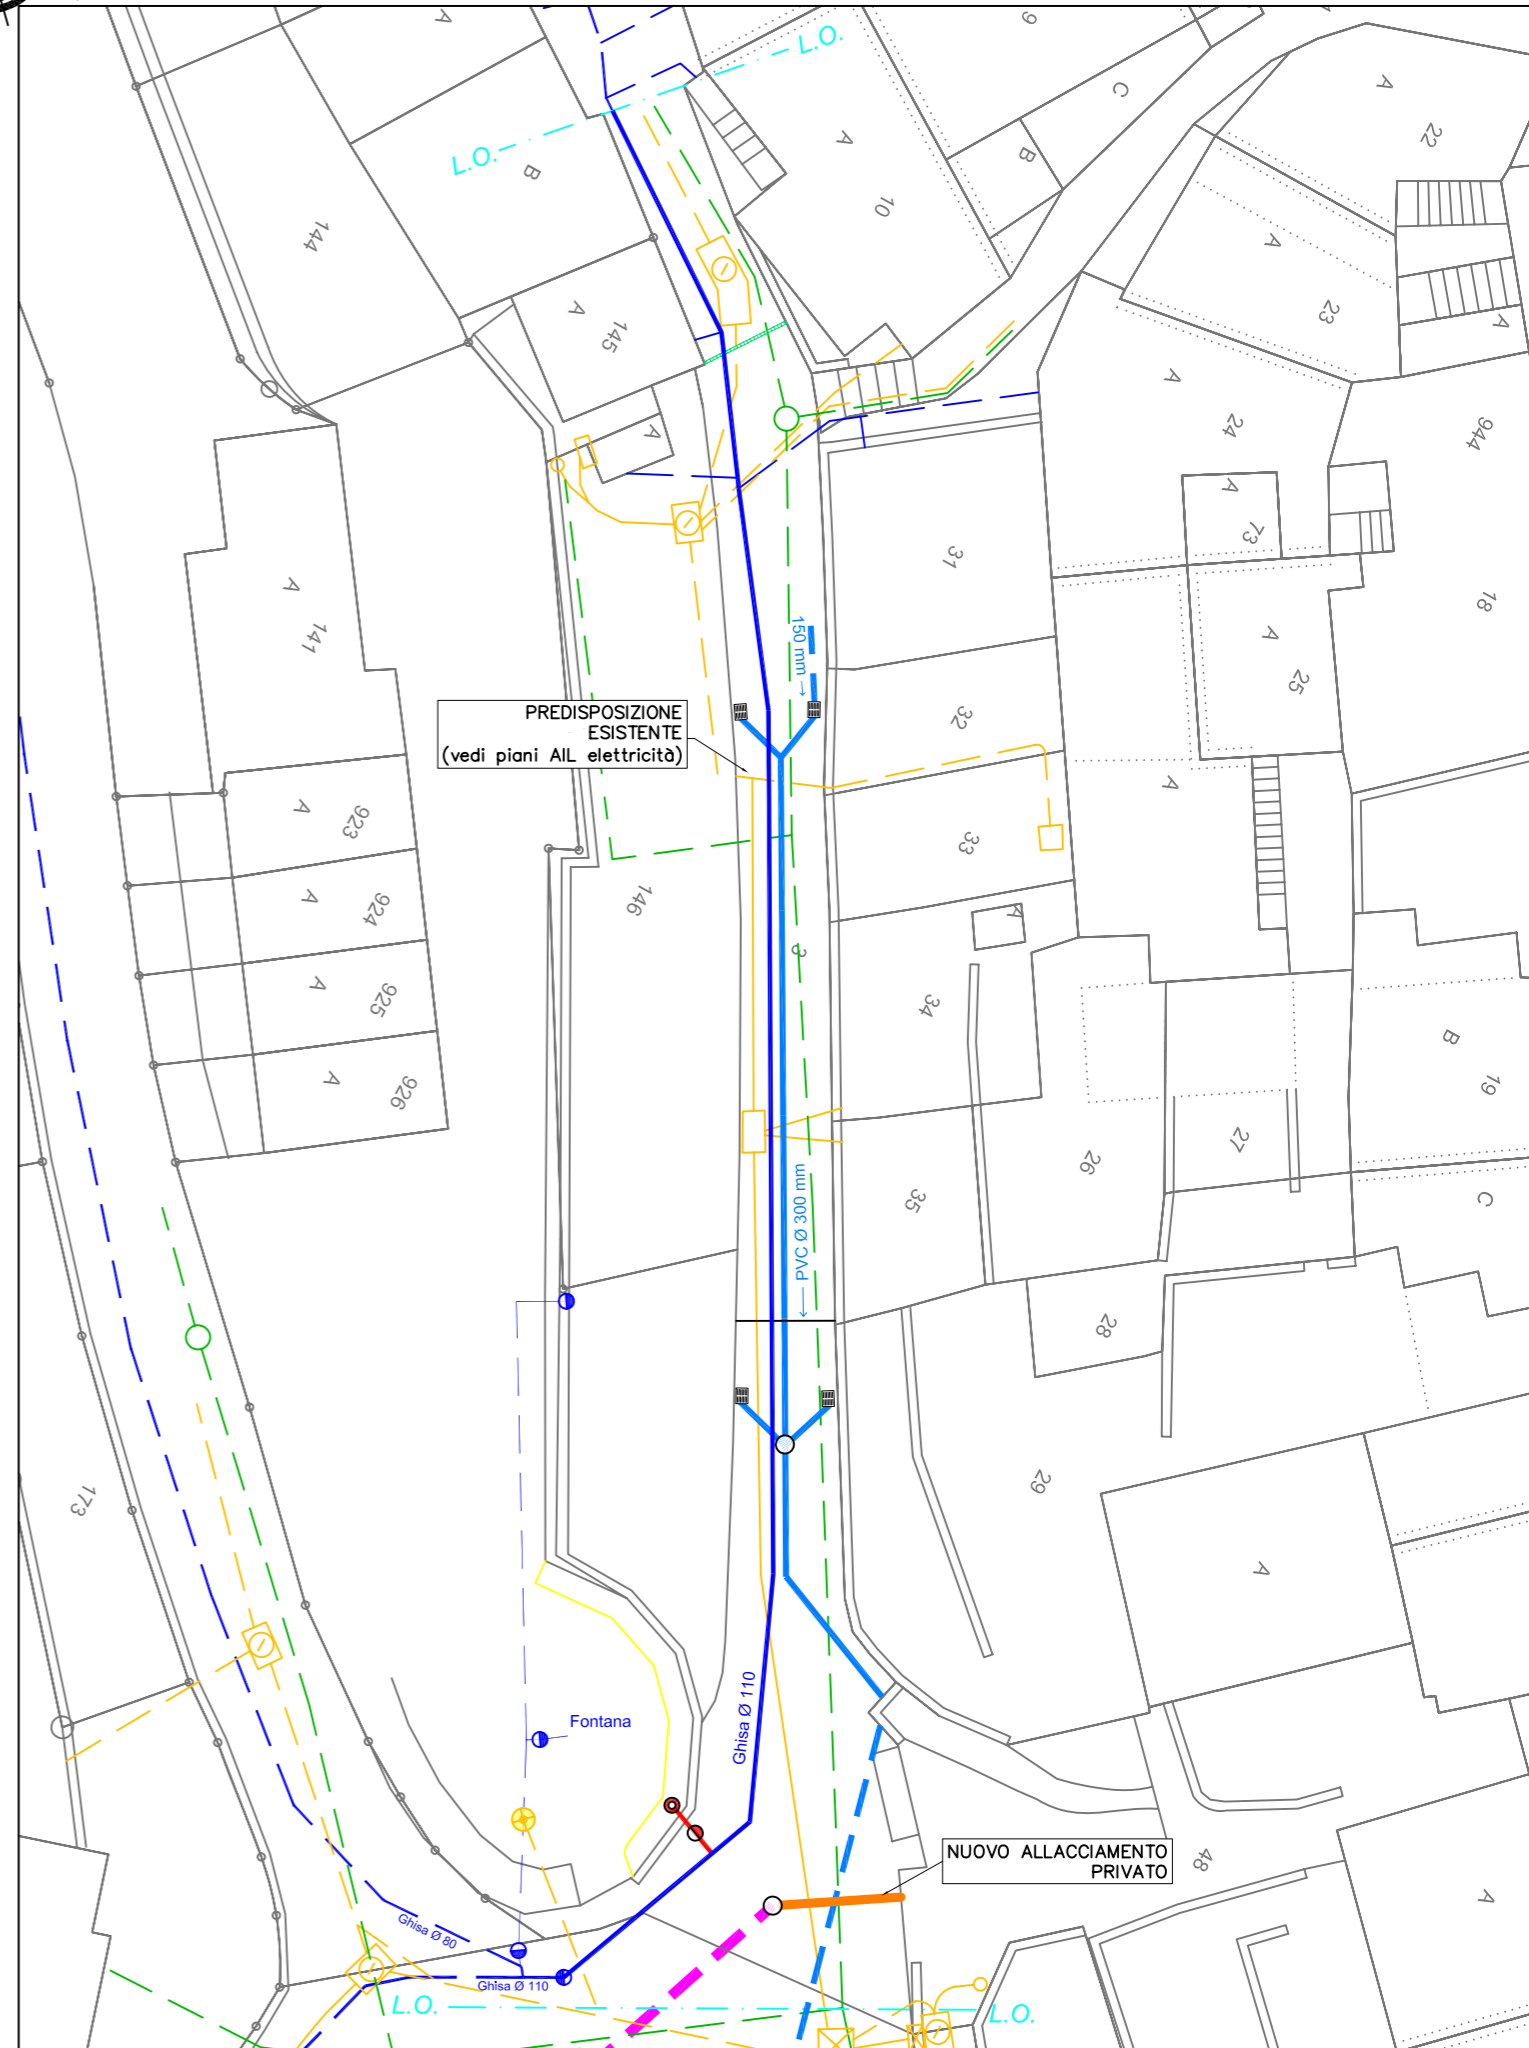 A
L.O.
9
L.O.
C
A
22
B
A
B
144
10
A
A
145
23
A
A
A
24
944
A
73
31
18
A
25
150 mm →
32
PREDISPOSIZIONE
ESISTENTE
(vedi piani AIL elettricità)
A
141
A
923
33
A
A
924
146
A
3
A
925
34
B
19
A
926
26
27
35
C
← PVC Ø 300 mm
28
173
29
A
Fontana
Ghisa Ø 110
NUOVO ALLACCIAMENTO
PRIVATO
48
A
Ghisa Ø 80
Ghisa Ø 110
L.O.
L.O.